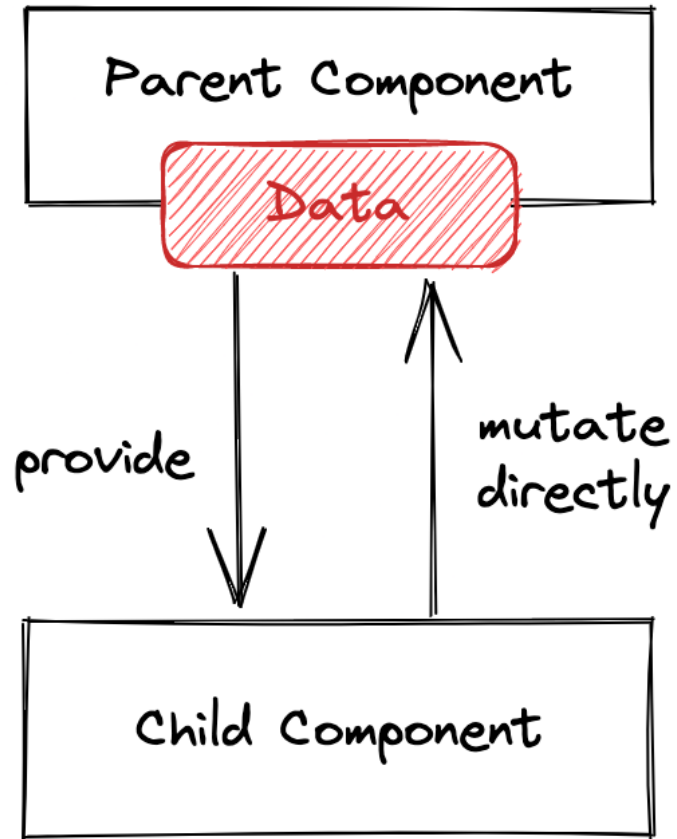 Parent Component
Data
provide
mutate
directly
Child Component